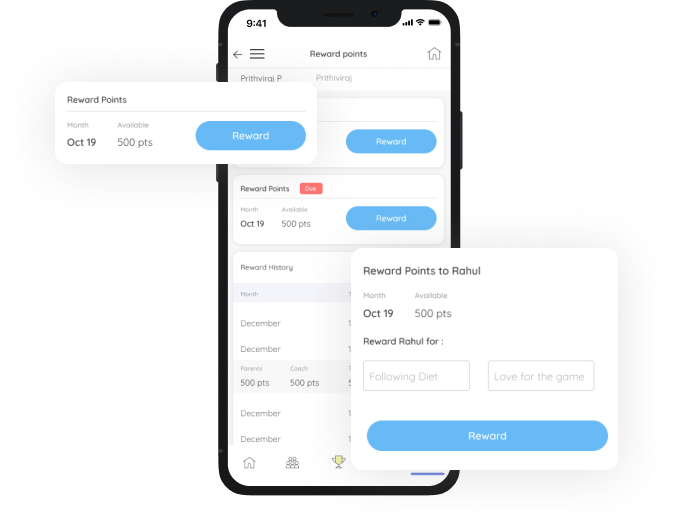 9:41
Reward points
Prithviraj P Prithviraj
Reward Points
Month Available
Oct 19 500 pts
Reward
Reward
Reward Points Due
Month Available
Oct 19 500 pts
Reward
Reward History
Month
December
December
Parents Coach
500 pts 500 pts
December
December
Reward Points to Rahul
Month Available
Oct 19 500 pts
Reward Rahul for :
Following Diet Love for the game
Reward